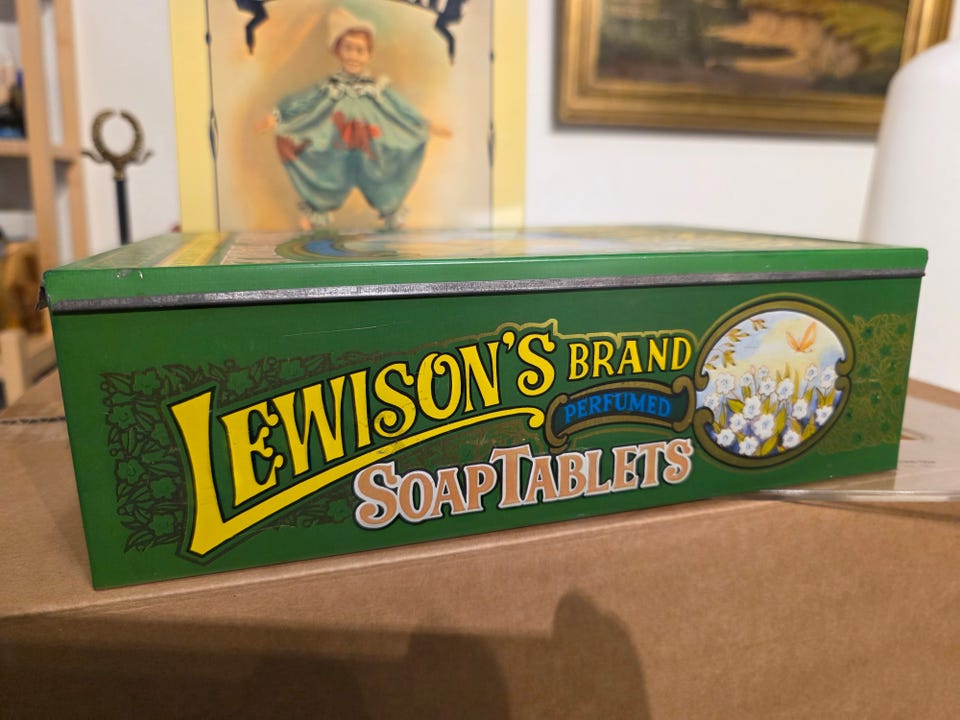 LEWISON'S BRAND
PERFUMED
SOAP TABLETS